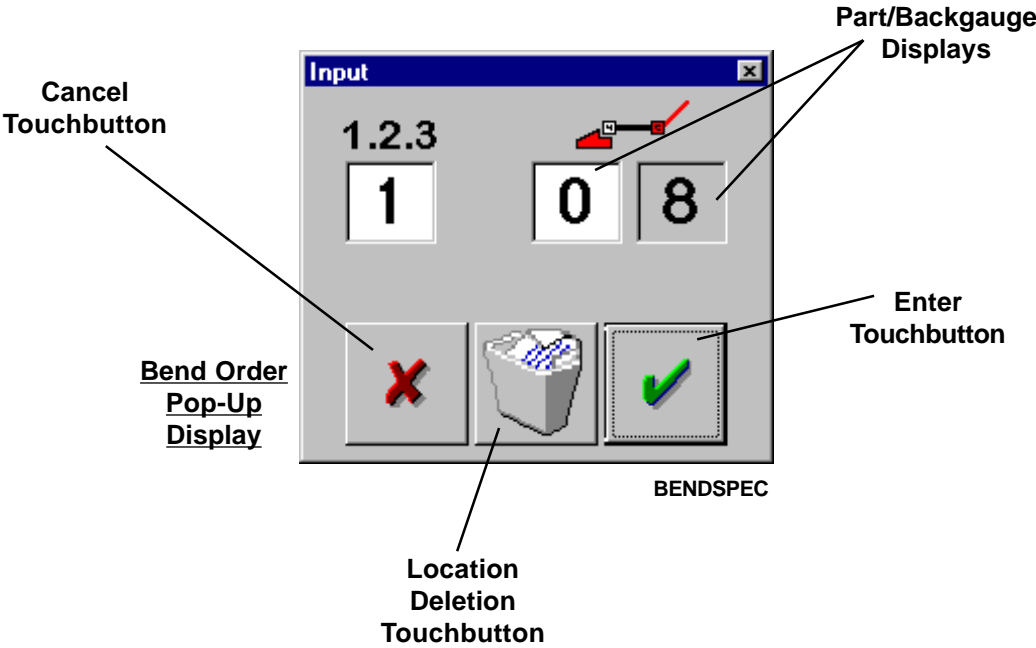 Part/Backgauge
Displays
Cancel
Touchbutton
Input
1.2.3
1
0
8
Enter
Touchbutton
Bend Order
Pop-Up
Display
BENDSPEC
Location
Deletion
Touchbutton